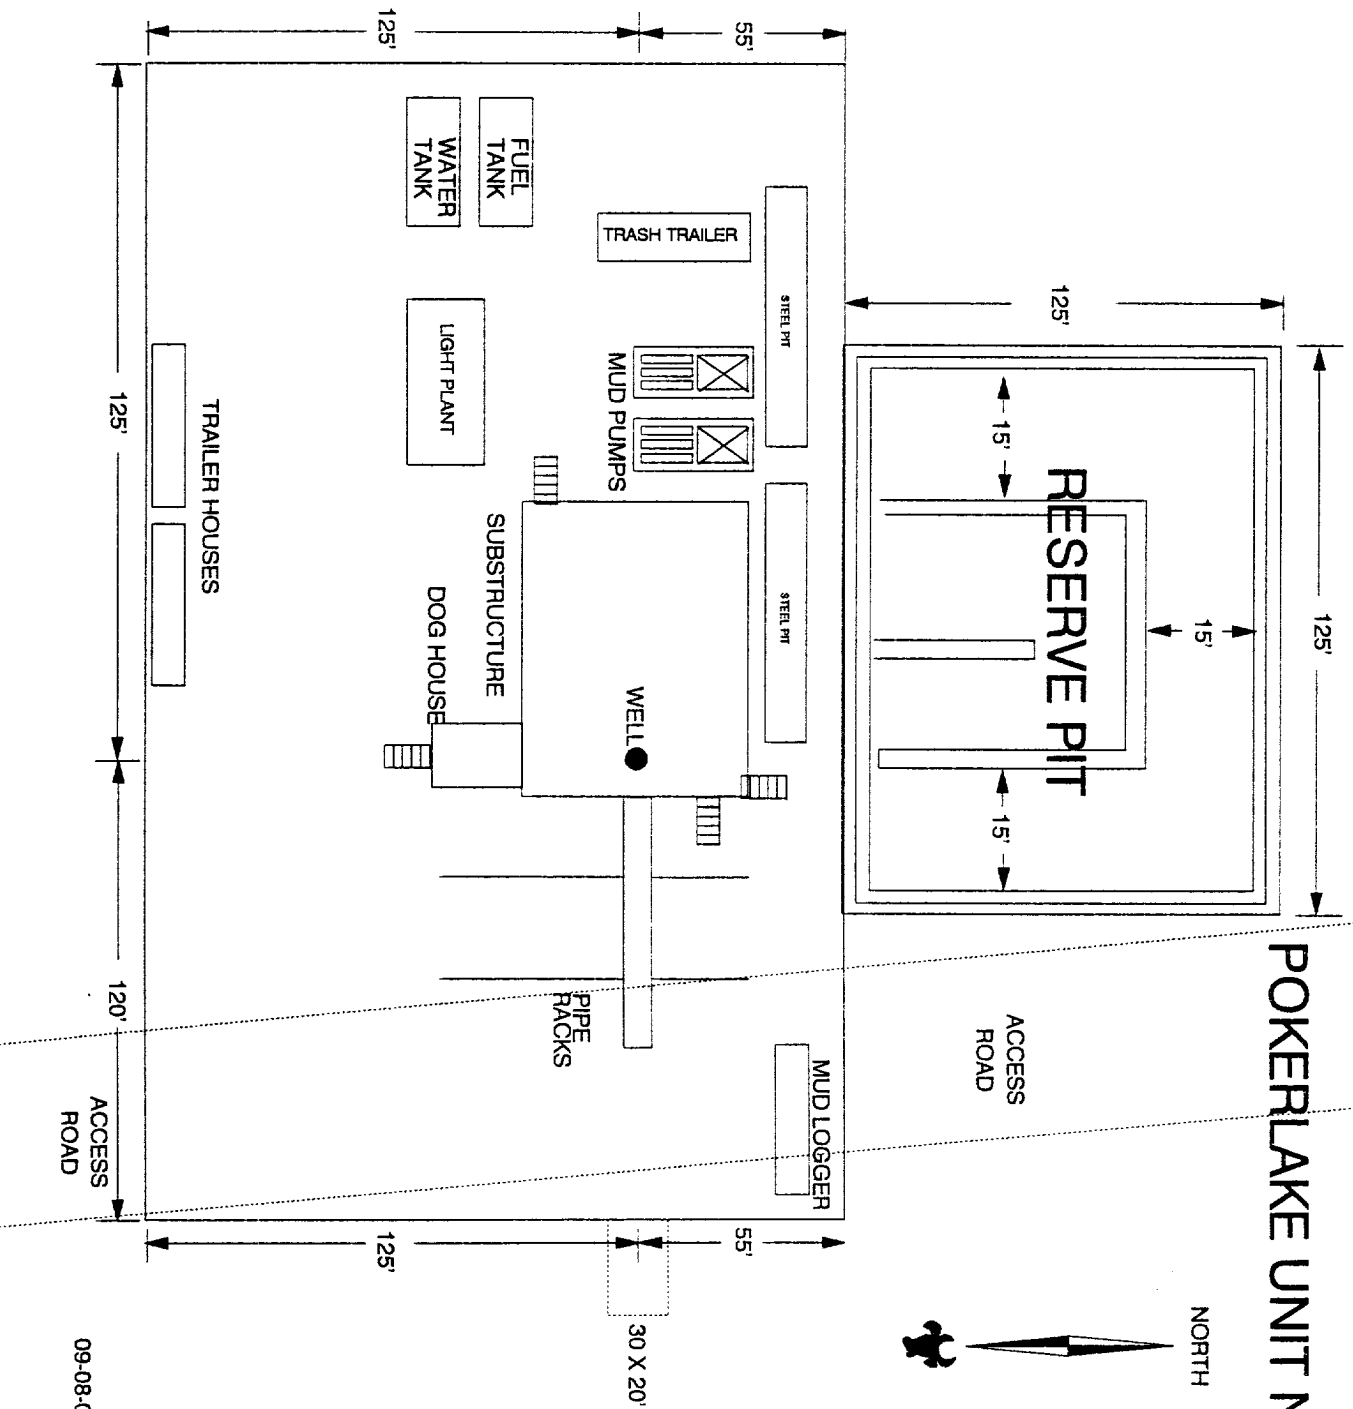 POKERLAKE UNIT N
NORTH
125'
125'
RESERVE PIT
15'
15'
15'
ACCESS
ROAD
55'
125'
STEEL PIT
STEEL PIT
TRASH TRAILER
MUD PUMPS
MUD LOGGER
WELL
PIPE
RACKS
FUEL
TANK
WATER
TANK
LIGHT PLANT
SUBSTRUCTURE
DOG HOUSE
TRAILER HOUSES
125'
120'
ACCESS
ROAD
55'
125'
30 X 20'